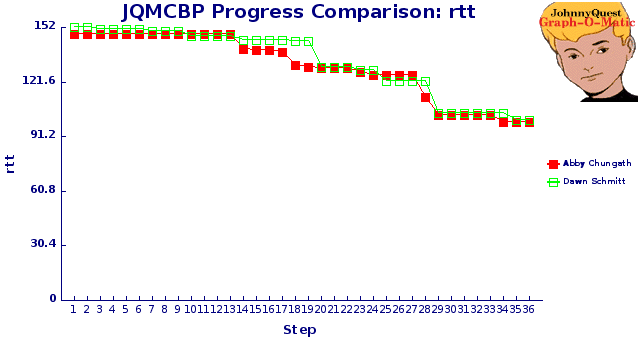 JQMCBP Progress Comparison: rtt
JohnnyQuest
Graph-O-Matic
152
121.6
91.2
60.8
30.4
0
rtt
Abby Chungath
Dawn Schmitt
1 2 3 4 5 6 7 8 9 10 11 12 13 14 15 16 17 18 19 20 21 22 23 24 25 26 27 28 29 30 31 32 33 34 35 36
Step